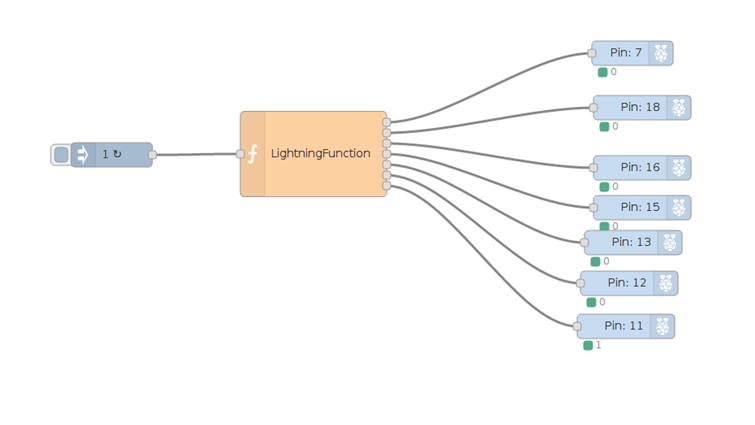 Pin: 7
0
Pin: 18
0
1 ↻
LightningFunction
Pin: 16
0
Pin: 15
0
Pin: 13
0
Pin: 12
0
Pin: 11
1